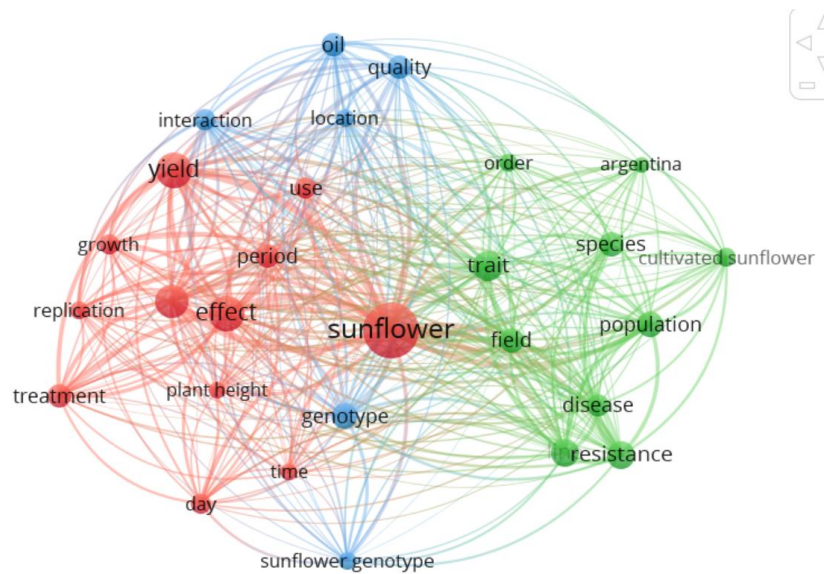 oil
quality
interaction
location
yield
order
argentina
use
growth
period
species
trait
cultivated sunflower
replication
effect
sunflower
field
population
treatment
plant height
genotype
disease
resistance
time
day
sunflower genotype